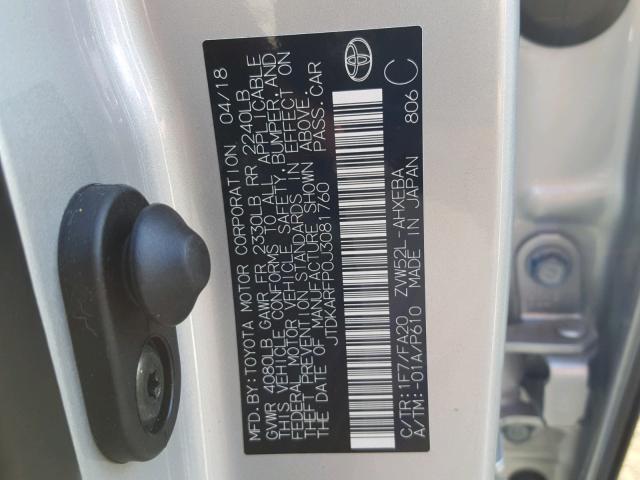 MFD. BY: TOYOTA MOTOR CORPORATION 04/18
GVWR 4080LB GAWR FR 2330LB RR 2240LB
THIS VEHICLE CONFORMS TO ALL APPLICABLE
FEDERAL MOTOR VEHICLE SAFETY, BUMPER, AND
THEFT PREVENTION STANDARDS IN EFFECT ON
THE DATE OF MANUFACTURE SHOWN ABOVE.
JTDKARFP0J3081760 PASS. CAR
C/TR: 1F7/FA20 ZVW52L-AHXEBA
A/TM: -01A/P610 MADE IN JAPAN 806 C